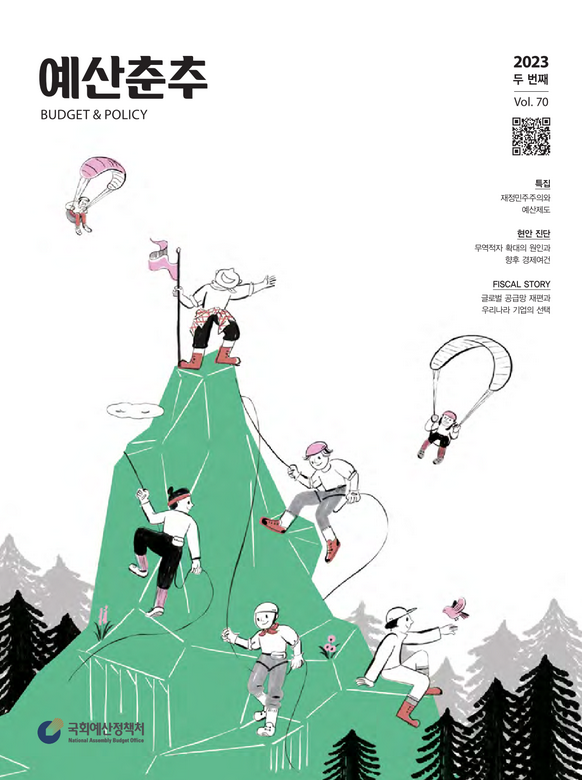 예산춘추
BUDGET & POLICY
2023
두 번째
Vol. 70
특집
재정민주주의와
예산제도
현안 진단
무역적자 확대의 원인과
향후 경제여건
FISCAL STORY
글로벌 공급망 재편과
우리나라 기업의 선택
국회예산정책처
National Assembly Budget Office